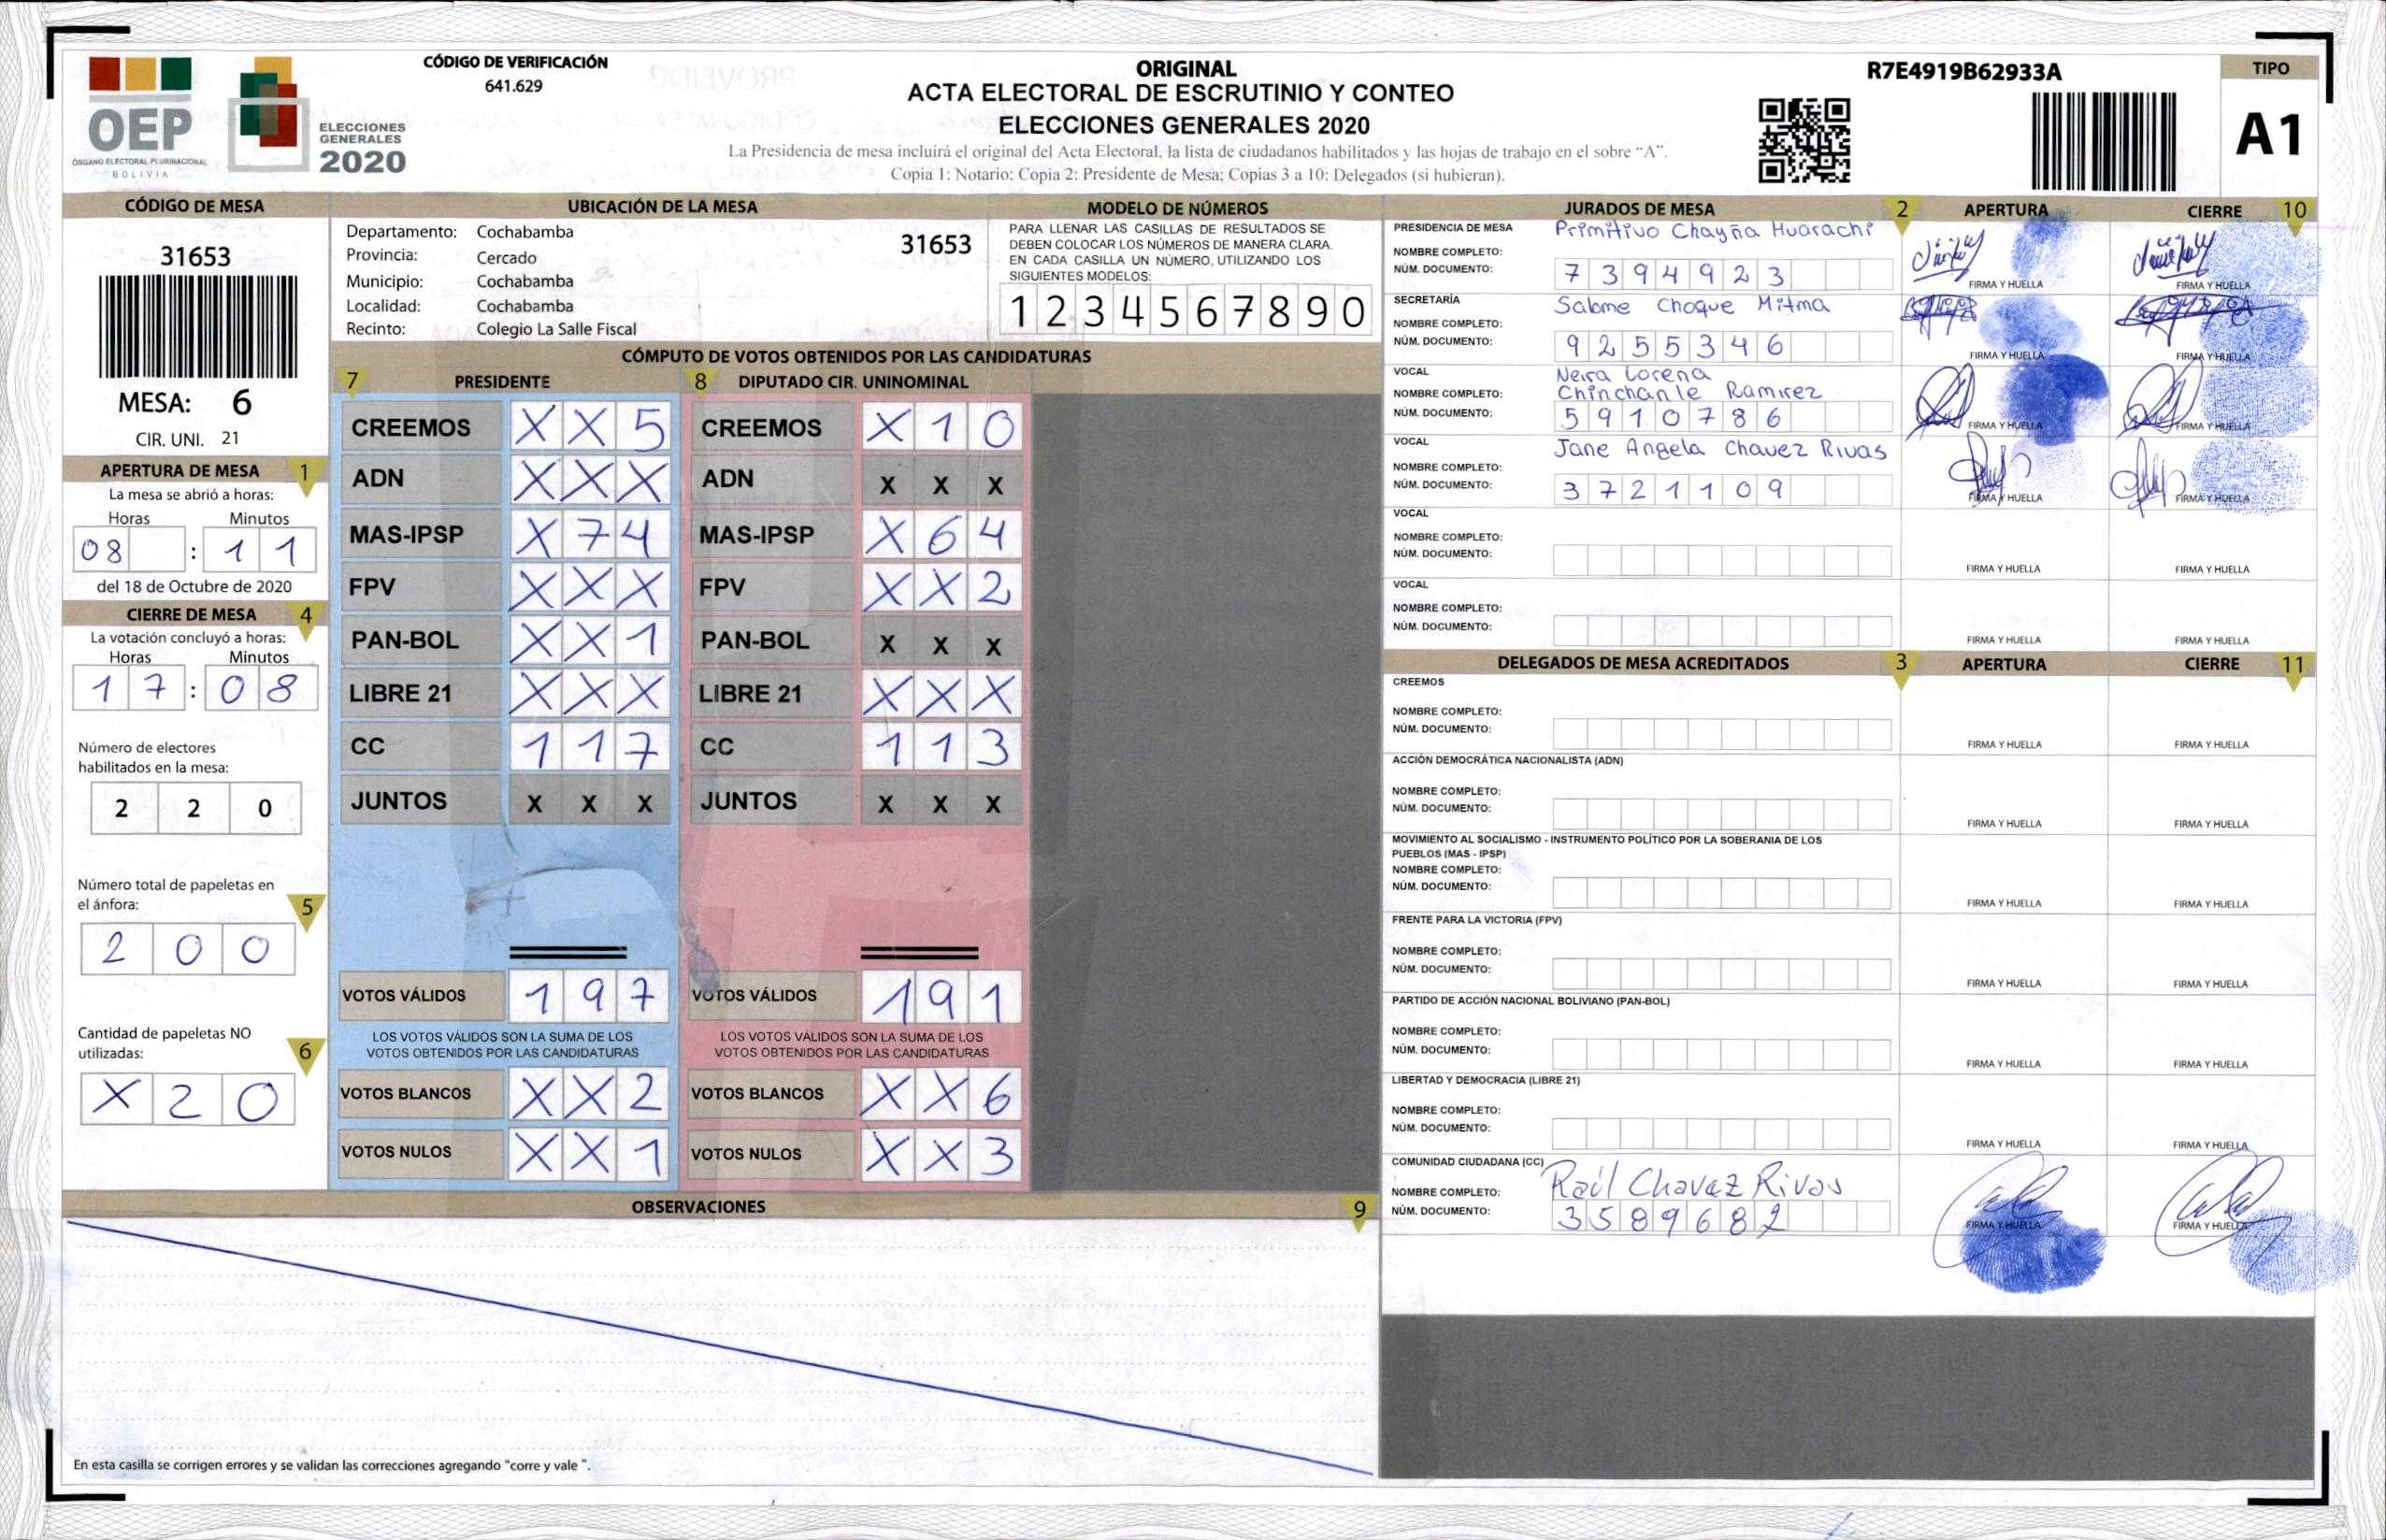 OEP
ÓRGANO ELECTORAL PLURINACIONAL
BOLIVIA
ELECCIONES
GENERALES
2020
CÓDIGO DE VERIFICACIÓN
641.629
ORIGINAL
ACTA ELECTORAL DE ESCRUTINIO Y CONTEO
ELECCIONES GENERALES 2020
La Presidencia de mesa incluirá el original del Acta Electoral, la lista de ciudadanos habilitados y las hojas de trabajo en el sobre “A”.
Copia 1: Notario; Copia 2: Presidente de Mesa; Copias 3 a 10: Delegados (si hubieran).
R7E4919B62933A
TIPO
A1
CÓDIGO DE MESA
31653
MESA: 6
CIR. UNI. 21
APERTURA DE MESA 1
La mesa se abrió a horas:
Horas Minutos
08 : 1 1
del 18 de Octubre de 2020
CIERRE DE MESA 4
La votación concluyó a horas:
Horas Minutos
1 7 : 0 8
Número de electores
habilitados en la mesa:
2 2 0
Número total de papeletas en
el ánfora: 5
2 0 0
Cantidad de papeletas NO
utilizadas: 6
X 2 0
UBICACIÓN DE LA MESA
Departamento: Cochabamba
31653
Provincia: Cercado
Municipio: Cochabamba
Localidad: Cochabamba
Recinto: Colegio La Salle Fiscal
MODELO DE NÚMEROS
PARA LLENAR LAS CASILLAS DE RESULTADOS SE
DEBEN COLOCAR LOS NÚMEROS DE MANERA CLARA.
EN CADA CASILLA UN NÚMERO, UTILIZANDO LOS
SIGUIENTES MODELOS:
1 2 3 4 5 6 7 8 9 0
CÓMPUTO DE VOTOS OBTENIDOS POR LAS CANDIDATURAS
7 PRESIDENTE 8 DIPUTADO CIR. UNINOMINAL
CREEMOS X X 5 CREEMOS X 1 0
ADN X X X ADN X X X
MAS-IPSP X 7 4 MAS-IPSP X 6 4
FPV X X X FPV X X 2
PAN-BOL X X 1 PAN-BOL X X X
LIBRE 21 X X X LIBRE 21 X X X
CC 1 1 7 CC 1 1 3
JUNTOS X X X JUNTOS X X X
VOTOS VÁLIDOS 1 9 7 VOTOS VÁLIDOS 1 9 1
LOS VOTOS VÁLIDOS SON LA SUMA DE LOS LOS VOTOS VÁLIDOS SON LA SUMA DE LOS
VOTOS OBTENIDOS POR LAS CANDIDATURAS VOTOS OBTENIDOS POR LAS CANDIDATURAS
VOTOS BLANCOS X X 2 VOTOS BLANCOS X X 6
VOTOS NULOS X X 1 VOTOS NULOS X X 3
OBSERVACIONES 9
En esta casilla se corrigen errores y se validan las correcciones agregando "corre y vale ".
JURADOS DE MESA 2 APERTURA CIERRE 10
PRESIDENCIA DE MESA Primitivo Chayña Huarachi
NOMBRE COMPLETO:
NÚM. DOCUMENTO: 7 3 9 4 9 2 3
FIRMA Y HUELLA FIRMA Y HUELLA
SECRETARÍA Salome Choque Mitma
NOMBRE COMPLETO:
NÚM. DOCUMENTO: 9 2 5 5 3 4 6
FIRMA Y HUELLA FIRMA Y HUELLA
VOCAL Neira Lorena
NOMBRE COMPLETO: Chinchanle Ramirez
NÚM. DOCUMENTO: 5 9 1 0 7 8 6
FIRMA Y HUELLA FIRMA Y HUELLA
VOCAL Jane Angela Chavez Rivas
NOMBRE COMPLETO:
NÚM. DOCUMENTO: 3 7 2 1 1 0 9
FIRMA Y HUELLA FIRMA Y HUELLA
VOCAL
NOMBRE COMPLETO:
NÚM. DOCUMENTO:
FIRMA Y HUELLA FIRMA Y HUELLA
VOCAL
NOMBRE COMPLETO:
NÚM. DOCUMENTO:
FIRMA Y HUELLA FIRMA Y HUELLA
DELEGADOS DE MESA ACREDITADOS 3 APERTURA CIERRE 11
CREEMOS
NOMBRE COMPLETO:
NÚM. DOCUMENTO:
FIRMA Y HUELLA FIRMA Y HUELLA
ACCIÓN DEMOCRÁTICA NACIONALISTA (ADN)
NOMBRE COMPLETO:
NÚM. DOCUMENTO:
FIRMA Y HUELLA FIRMA Y HUELLA
MOVIMIENTO AL SOCIALISMO - INSTRUMENTO POLÍTICO POR LA SOBERANIA DE LOS
PUEBLOS (MAS - IPSP)
NOMBRE COMPLETO:
NÚM. DOCUMENTO:
FIRMA Y HUELLA FIRMA Y HUELLA
FRENTE PARA LA VICTORIA (FPV)
NOMBRE COMPLETO:
NÚM. DOCUMENTO:
FIRMA Y HUELLA FIRMA Y HUELLA
PARTIDO DE ACCIÓN NACIONAL BOLIVIANO (PAN-BOL)
NOMBRE COMPLETO:
NÚM. DOCUMENTO:
FIRMA Y HUELLA FIRMA Y HUELLA
LIBERTAD Y DEMOCRACIA (LIBRE 21)
NOMBRE COMPLETO:
NÚM. DOCUMENTO:
FIRMA Y HUELLA FIRMA Y HUELLA
COMUNIDAD CIUDADANA (CC)
NOMBRE COMPLETO: Raúl Chavez Rivas
NÚM. DOCUMENTO: 3 5 8 9 6 8 2
FIRMA Y HUELLA FIRMA Y HUELLA